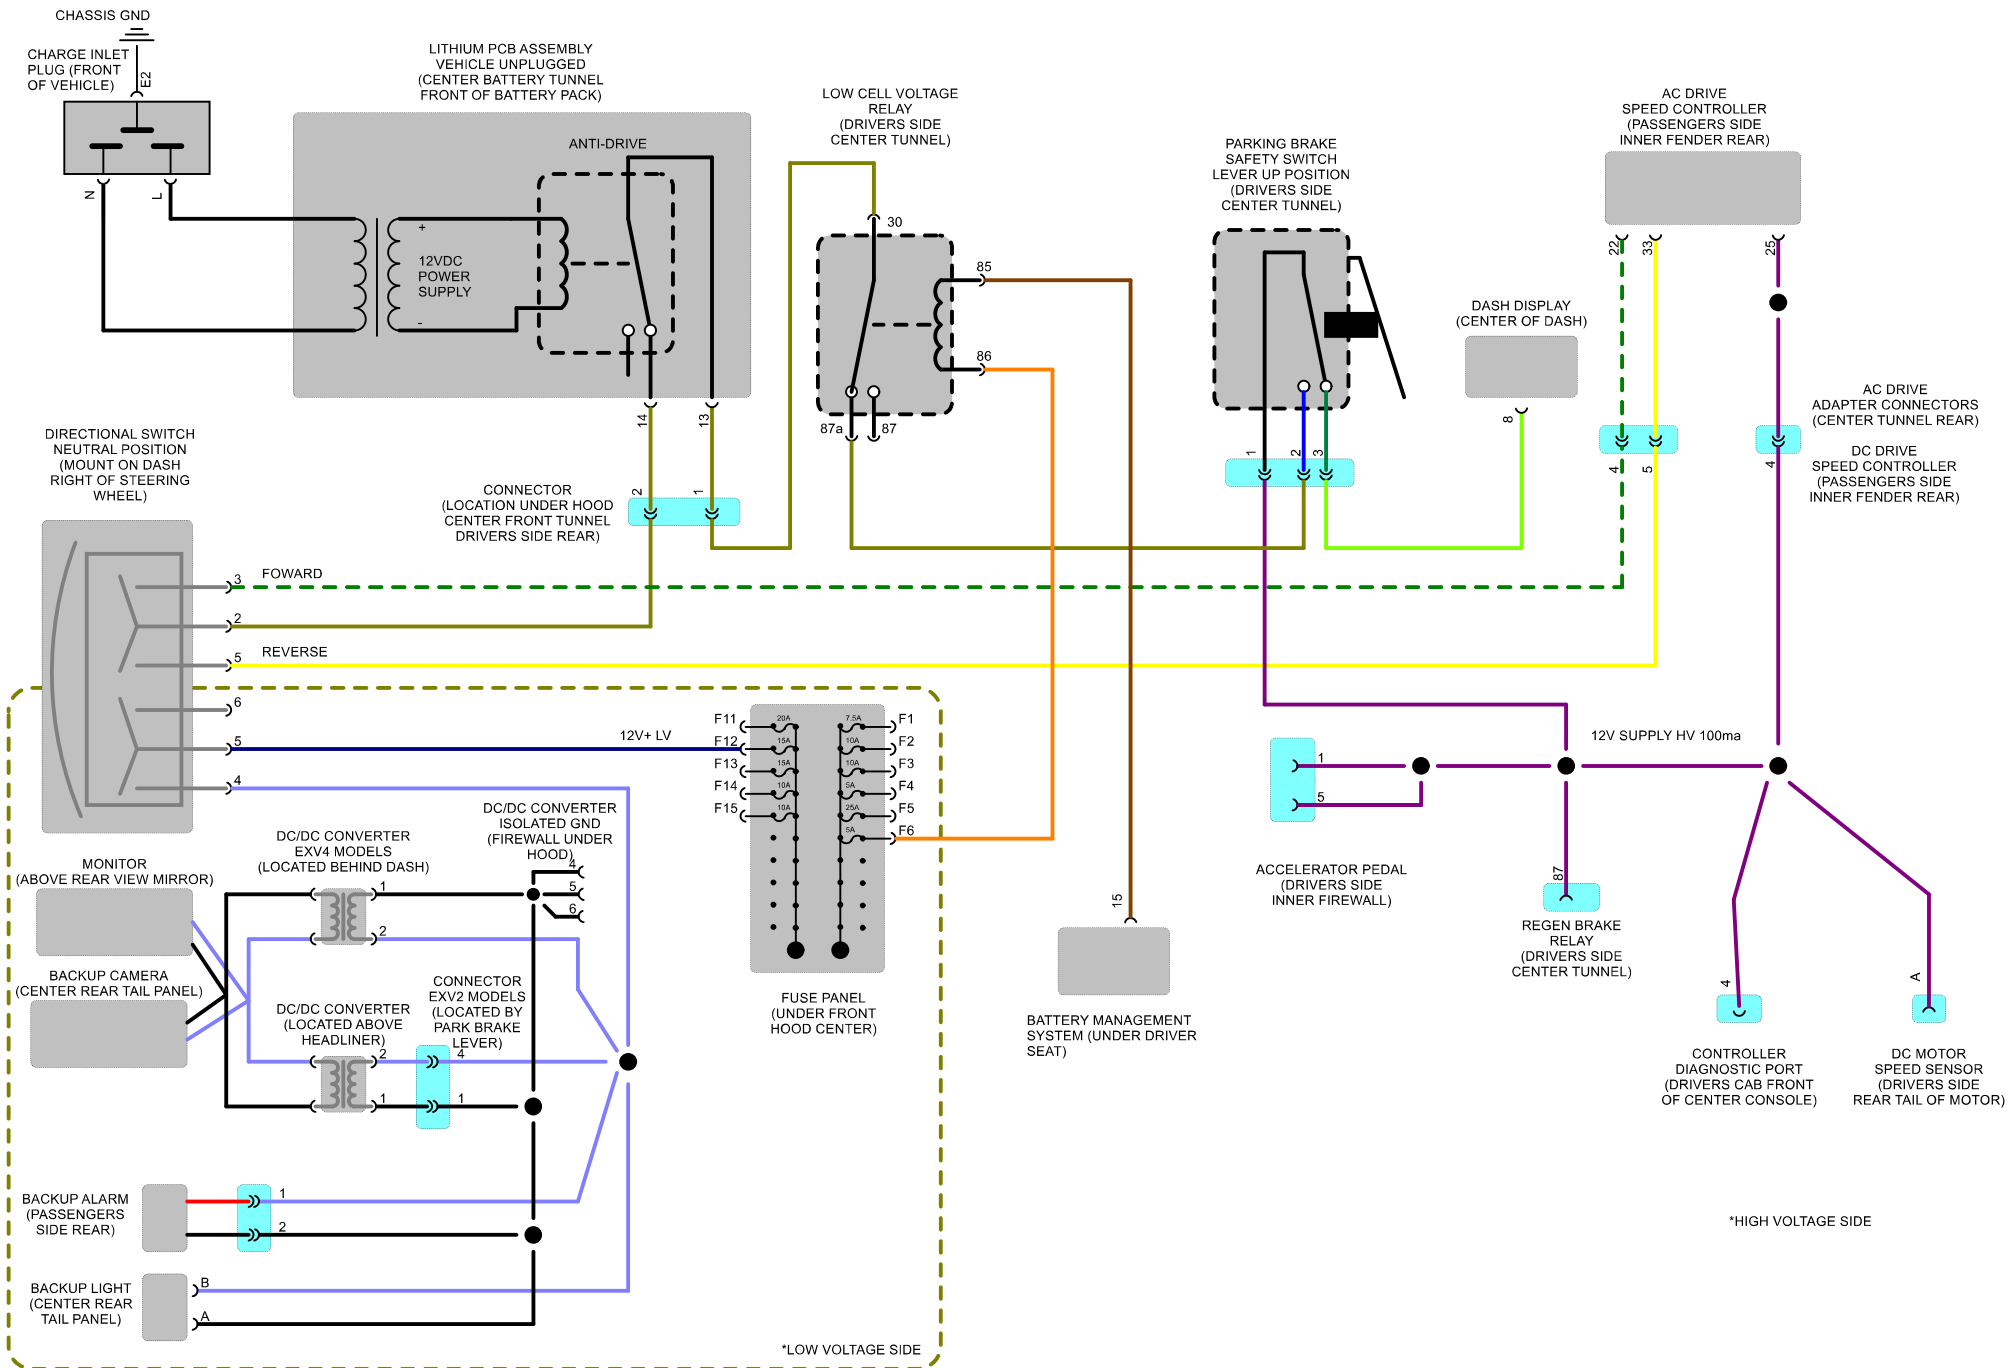 CHASSIS GND
CHARGE INLET
PLUG (FRONT
OF VEHICLE)
E2
N
L
LITHIUM PCB ASSEMBLY
VEHICLE UNPLUGGED
(CENTER BATTERY TUNNEL
FRONT OF BATTERY PACK)
ANTI-DRIVE
+
12VDC
POWER
SUPPLY
-
14
13
LOW CELL VOLTAGE
RELAY
(DRIVERS SIDE
CENTER TUNNEL)
30
85
86
87a
87
PARKING BRAKE
SAFETY SWITCH
LEVER UP POSITION
(DRIVERS SIDE
CENTER TUNNEL)
1
2
3
DASH DISPLAY
(CENTER OF DASH)
8
AC DRIVE
SPEED CONTROLLER
(PASSENGERS SIDE
INNER FENDER REAR)
22
33
25
AC DRIVE
ADAPTER CONNECTORS
(CENTER TUNNEL REAR)
4
5
4
DC DRIVE
SPEED CONTROLLER
(PASSENGERS SIDE
INNER FENDER REAR)
DIRECTIONAL SWITCH
NEUTRAL POSITION
(MOUNT ON DASH
RIGHT OF STEERING
WHEEL)
CONNECTOR
(LOCATION UNDER HOOD
CENTER FRONT TUNNEL
DRIVERS SIDE REAR)
2
1
3
FOWARD
2
5
REVERSE
6
5
12V+ LV
4
F11
20A
7.5A
F1
F12
15A
10A
F2
F13
15A
10A
F3
F14
10A
5A
F4
F15
10A
25A
F5
5A
F6
FUSE PANEL
(UNDER FRONT
HOOD CENTER)
12V SUPPLY HV 100ma
1
5
ACCELERATOR PEDAL
(DRIVERS SIDE
INNER FIREWALL)
87
REGEN BRAKE
RELAY
(DRIVERS SIDE
CENTER TUNNEL)
15
BATTERY MANAGEMENT
SYSTEM (UNDER DRIVER
SEAT)
4
CONTROLLER
DIAGNOSTIC PORT
(DRIVERS CAB FRONT
OF CENTER CONSOLE)
A
DC MOTOR
SPEED SENSOR
(DRIVERS SIDE
REAR TAIL OF MOTOR)
DC/DC CONVERTER
ISOLATED GND
(FIREWALL UNDER
HOOD)
4
5
6
DC/DC CONVERTER
EXV4 MODELS
(LOCATED BEHIND DASH)
1
2
MONITOR
(ABOVE REAR VIEW MIRROR)
BACKUP CAMERA
(CENTER REAR TAIL PANEL)
DC/DC CONVERTER
(LOCATED ABOVE
HEADLINER)
2
1
CONNECTOR
EXV2 MODELS
(LOCATED BY
PARK BRAKE
LEVER)
4
1
BACKUP ALARM
(PASSENGERS
SIDE REAR)
1
2
BACKUP LIGHT
(CENTER REAR
TAIL PANEL)
B
A
*LOW VOLTAGE SIDE
*HIGH VOLTAGE SIDE